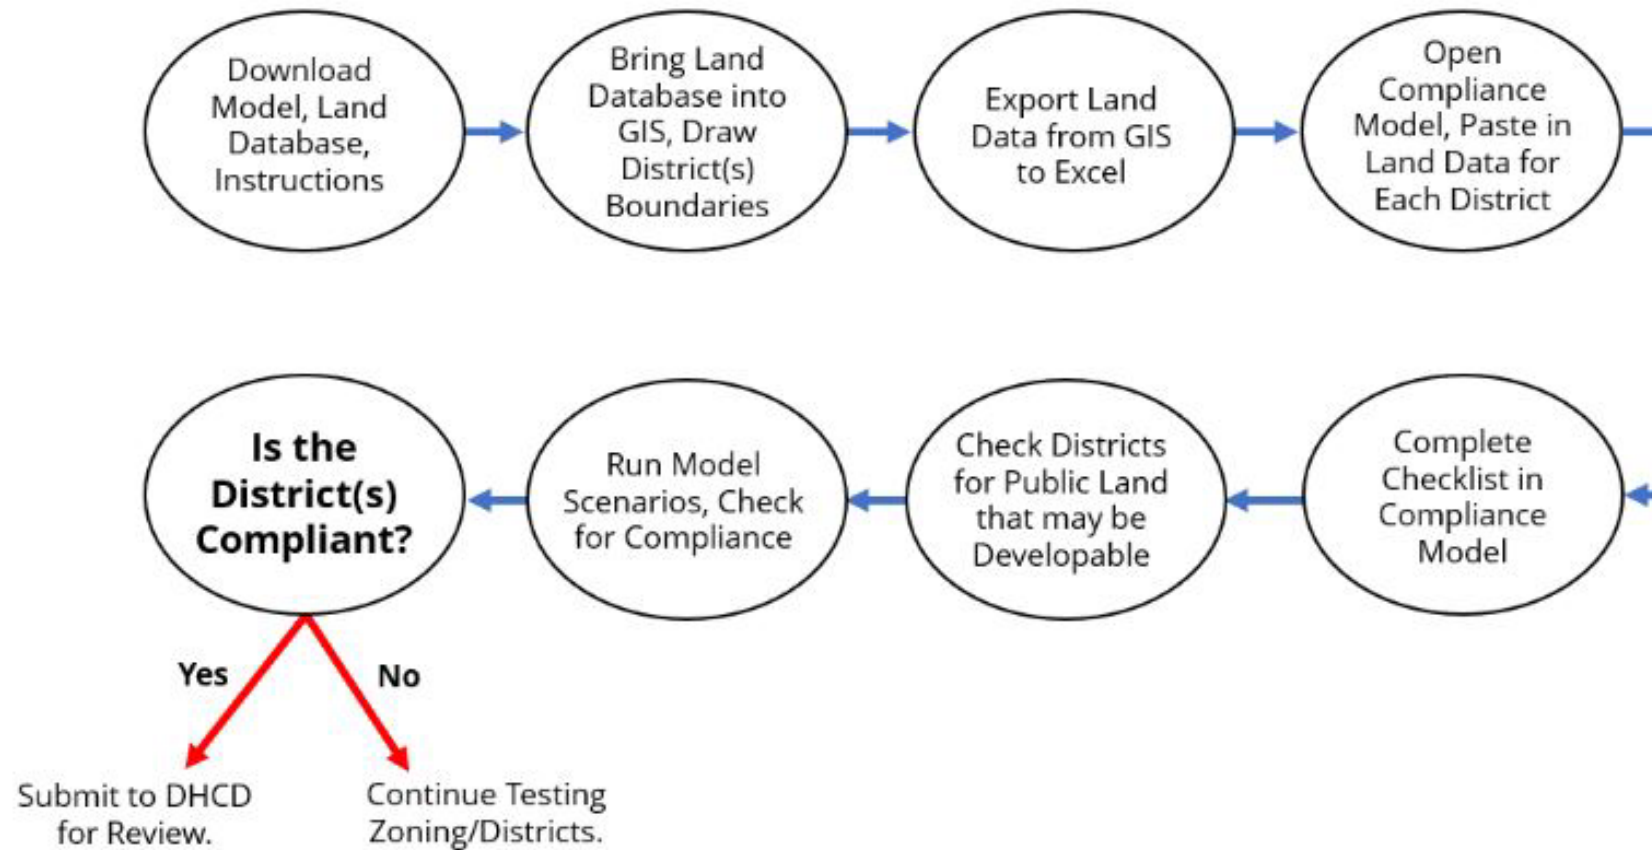 Download
Model, Land
Database,
Instructions
Bring Land
Database into
GIS, Draw
District(s)
Boundaries
Export Land
Data from GIS
to Excel
Open
Compliance
Model, Paste in
Land Data for
Each District
Complete
Checklist in
Compliance
Model
Check Districts
for Public Land
that may be
Developable
Run Model
Scenarios, Check
for Compliance
Is the
District(s)
Compliant?
Yes
No
Submit to DHCD
for Review.
Continue Testing
Zoning/Districts.